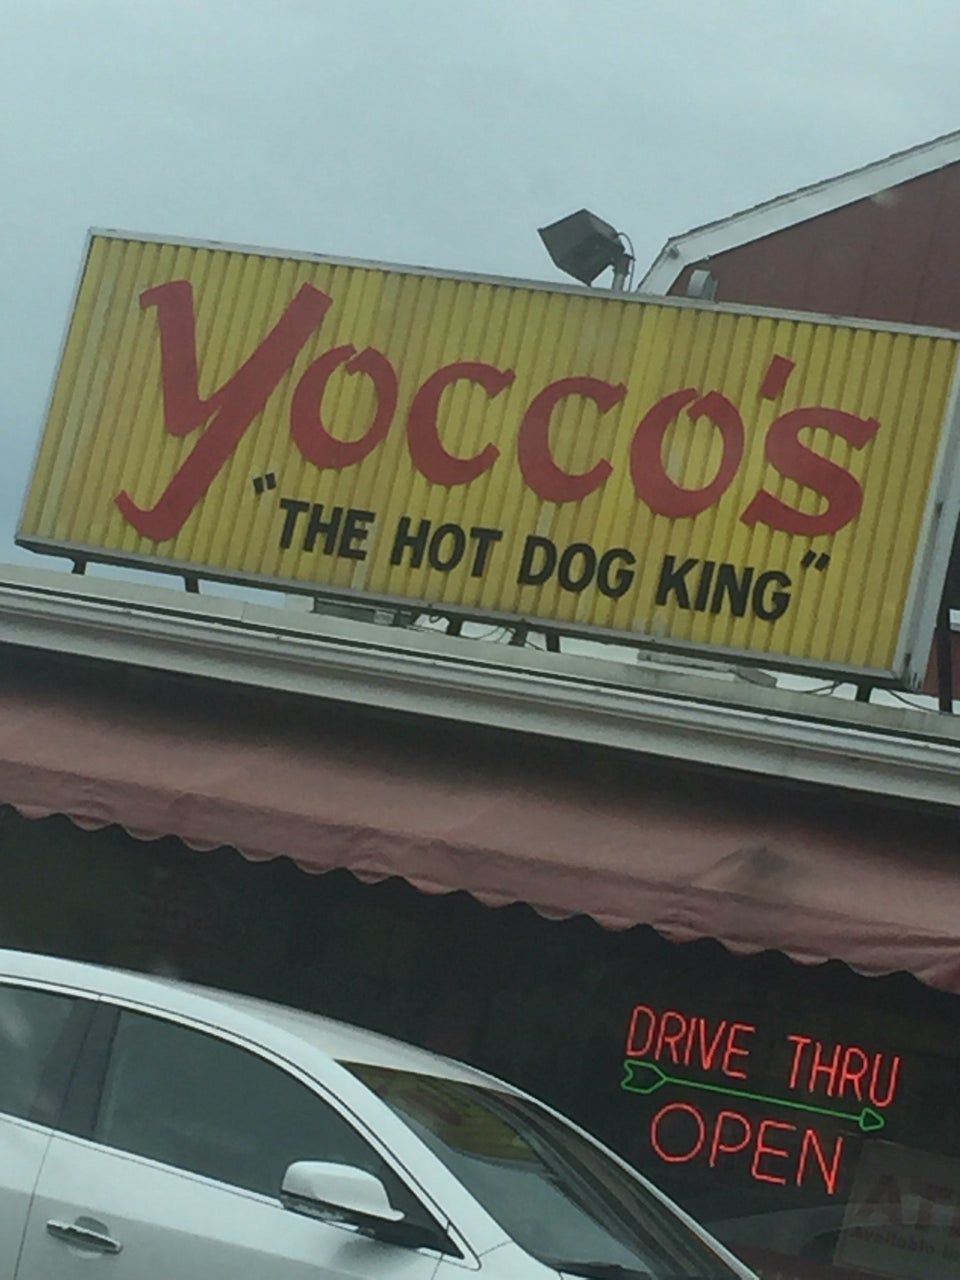 Yocco's
"THE HOT DOG KING"
DRIVE THRU
OPEN